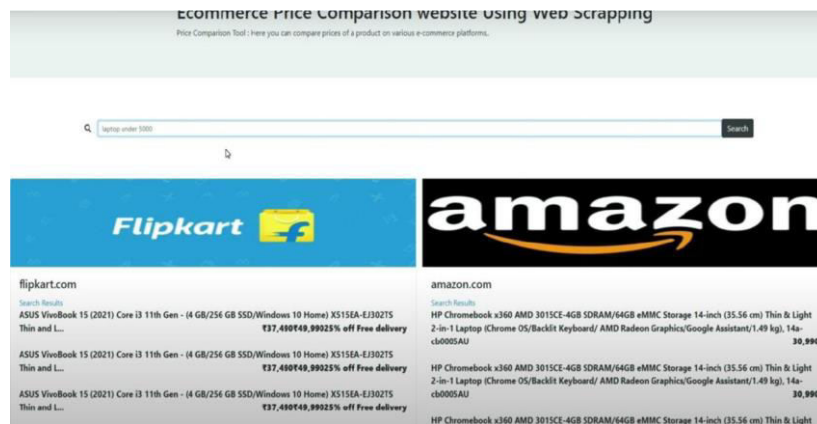 Ecommerce Price Comparison website Using Web Scrapping
Price Comparison Tool : Here you can compare prices of a product on various e-commerce platforms.
laptop under 5000
Search
Flipkart
flipkart.com
Search Results
ASUS VivoBook 15 (2021) Core i3 11th Gen - (4 GB/256 GB SSD/Windows 10 Home) X515EA-EJ302TS
Thin and L...
₹37,490₹49,99025% off Free delivery
ASUS VivoBook 15 (2021) Core i3 11th Gen - (4 GB/256 GB SSD/Windows 10 Home) X515EA-EJ302TS
Thin and L...
₹37,490₹49,99025% off Free delivery
ASUS VivoBook 15 (2021) Core i3 11th Gen - (4 GB/256 GB SSD/Windows 10 Home) X515EA-EJ302TS
Thin and L...
₹37,490₹49,99025% off Free delivery
amazon
amazon.com
Search Results
HP Chromebook x360 AMD 3015CE-4GB SDRAM/64GB eMMC Storage 14-inch (35.56 cm) Thin & Light
2-in-1 Laptop (Chrome OS/Backlit Keyboard/ AMD Radeon Graphics/Google Assistant/1.49 kg), 14a-
cb0005AU
30,990
HP Chromebook x360 AMD 3015CE-4GB SDRAM/64GB eMMC Storage 14-inch (35.56 cm) Thin & Light
2-in-1 Laptop (Chrome OS/Backlit Keyboard/ AMD Radeon Graphics/Google Assistant/1.49 kg), 14a-
cb0005AU
30,990
HP Chromebook x360 AMD 3015CE-4GB SDRAM/64GB eMMC Storage 14-inch (35.56 cm) Thin & Light